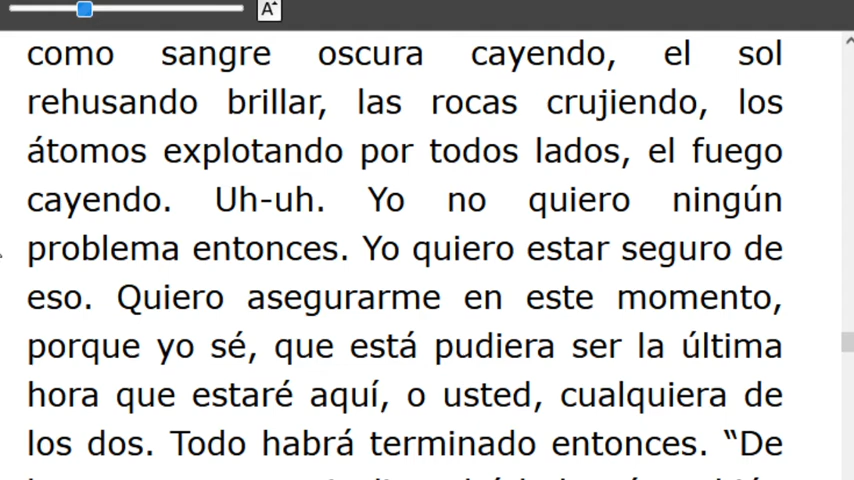 A
como sangre oscura cayendo, el sol
rehusando brillar, las rocas crujiendo, los
átomos explotando por todos lados, el fuego
cayendo. Uh-uh. Yo no quiero ningún
problema entonces. Yo quiero estar seguro de
eso. Quiero asegurarme en este momento,
porque yo sé, que está pudiera ser la última
hora que estaré aquí, o usted, cualquiera de
los dos. Todo habrá terminado entonces. “De